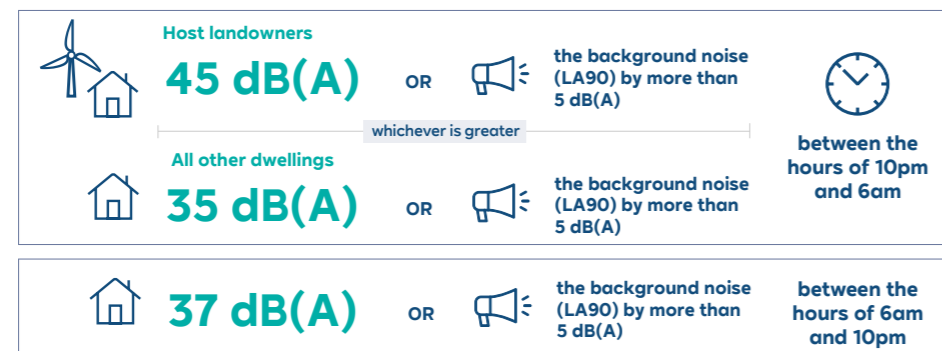 Host landowners
45 dB(A)
OR
the background noise
(LA90) by more than
5 dB(A)
whichever is greater
All other dwellings
35 dB(A)
OR
the background noise
(LA90) by more than
5 dB(A)
between the
hours of 10pm
and 6am
37 dB(A)
OR
the background noise
(LA90) by more than
5 dB(A)
between the
hours of 6am
and 10pm